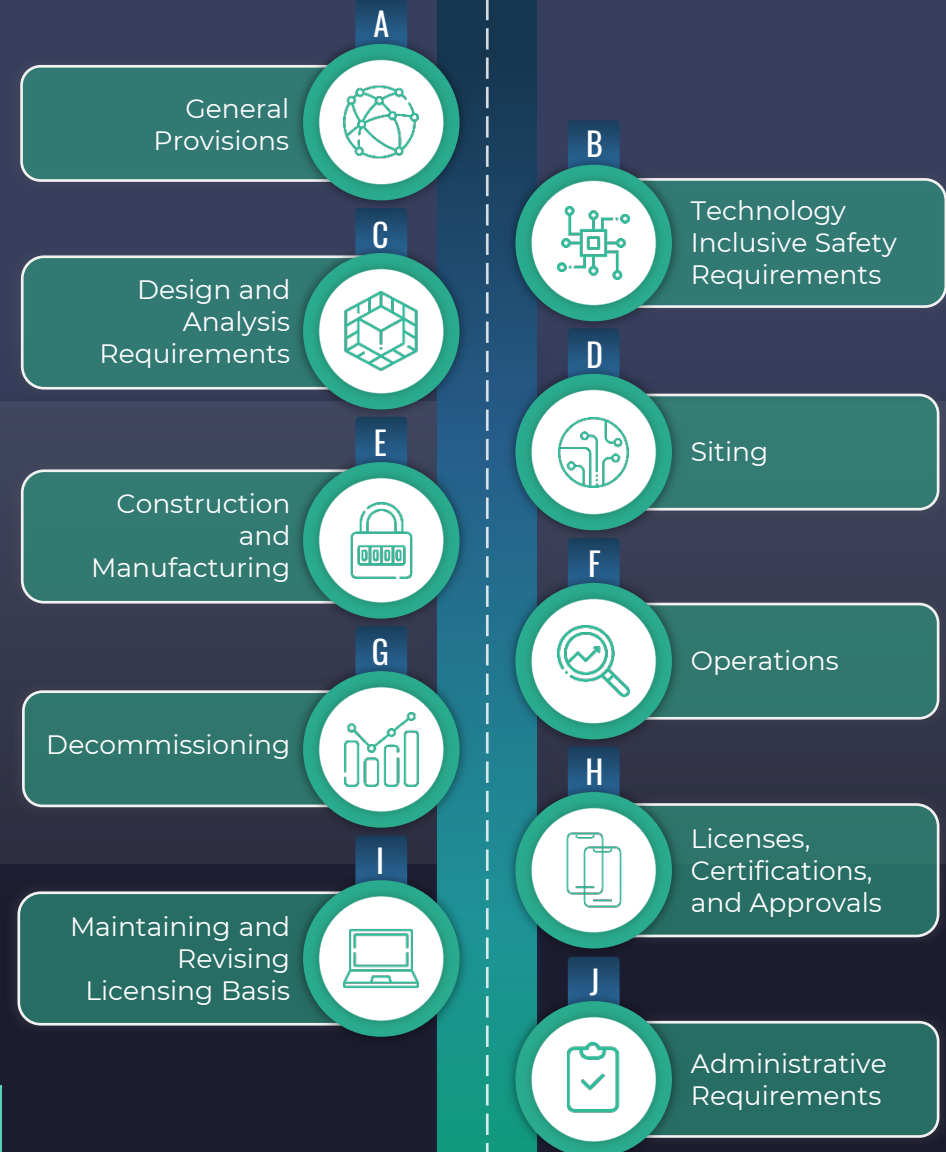 A
General
Provisions
B
Technology
Inclusive Safety
Requirements
C
Design and
Analysis
Requirements
D
Siting
E
Construction
and
Manufacturing
0000
F
Operations
G
Decommissioning
H
Licenses,
Certifications,
and Approvals
I
Maintaining and
Revising
Licensing Basis
J
Administrative
Requirements